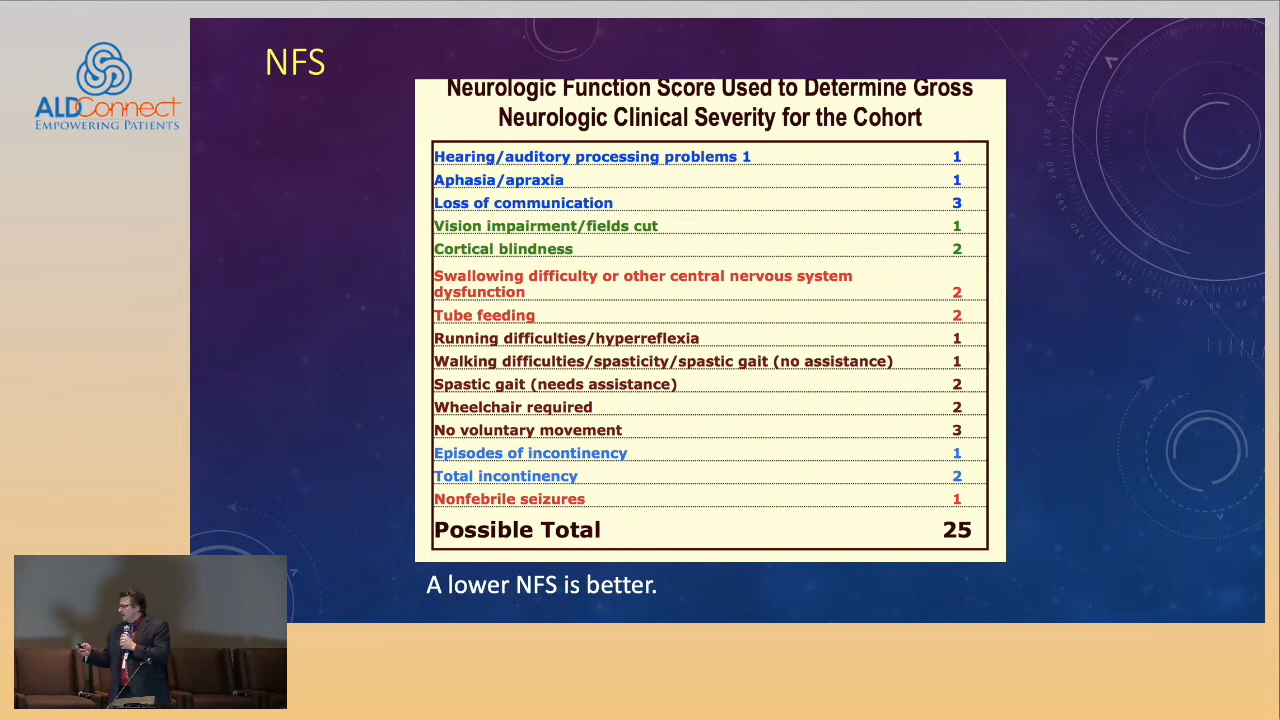 ALDConnect
EMPOWERING PATIENTS
NFS
Neurologic Function Score Used to Determine Gross
Neurologic Clinical Severity for the Cohort
Hearing/auditory processing problems 1 1
Aphasia/apraxia 1
Loss of communication 3
Vision impairment/fields cut 1
Cortical blindness 2
Swallowing difficulty or other central nervous system
dysfunction 2
Tube feeding 2
Running difficulties/hyperreflexia 1
Walking difficulties/spasticity/spastic gait (no assistance) 1
Spastic gait (needs assistance) 2
Wheelchair required 2
No voluntary movement 3
Episodes of incontinency 1
Total incontinency 2
Nonfebrile seizures 1
Possible Total 25
A lower NFS is better.